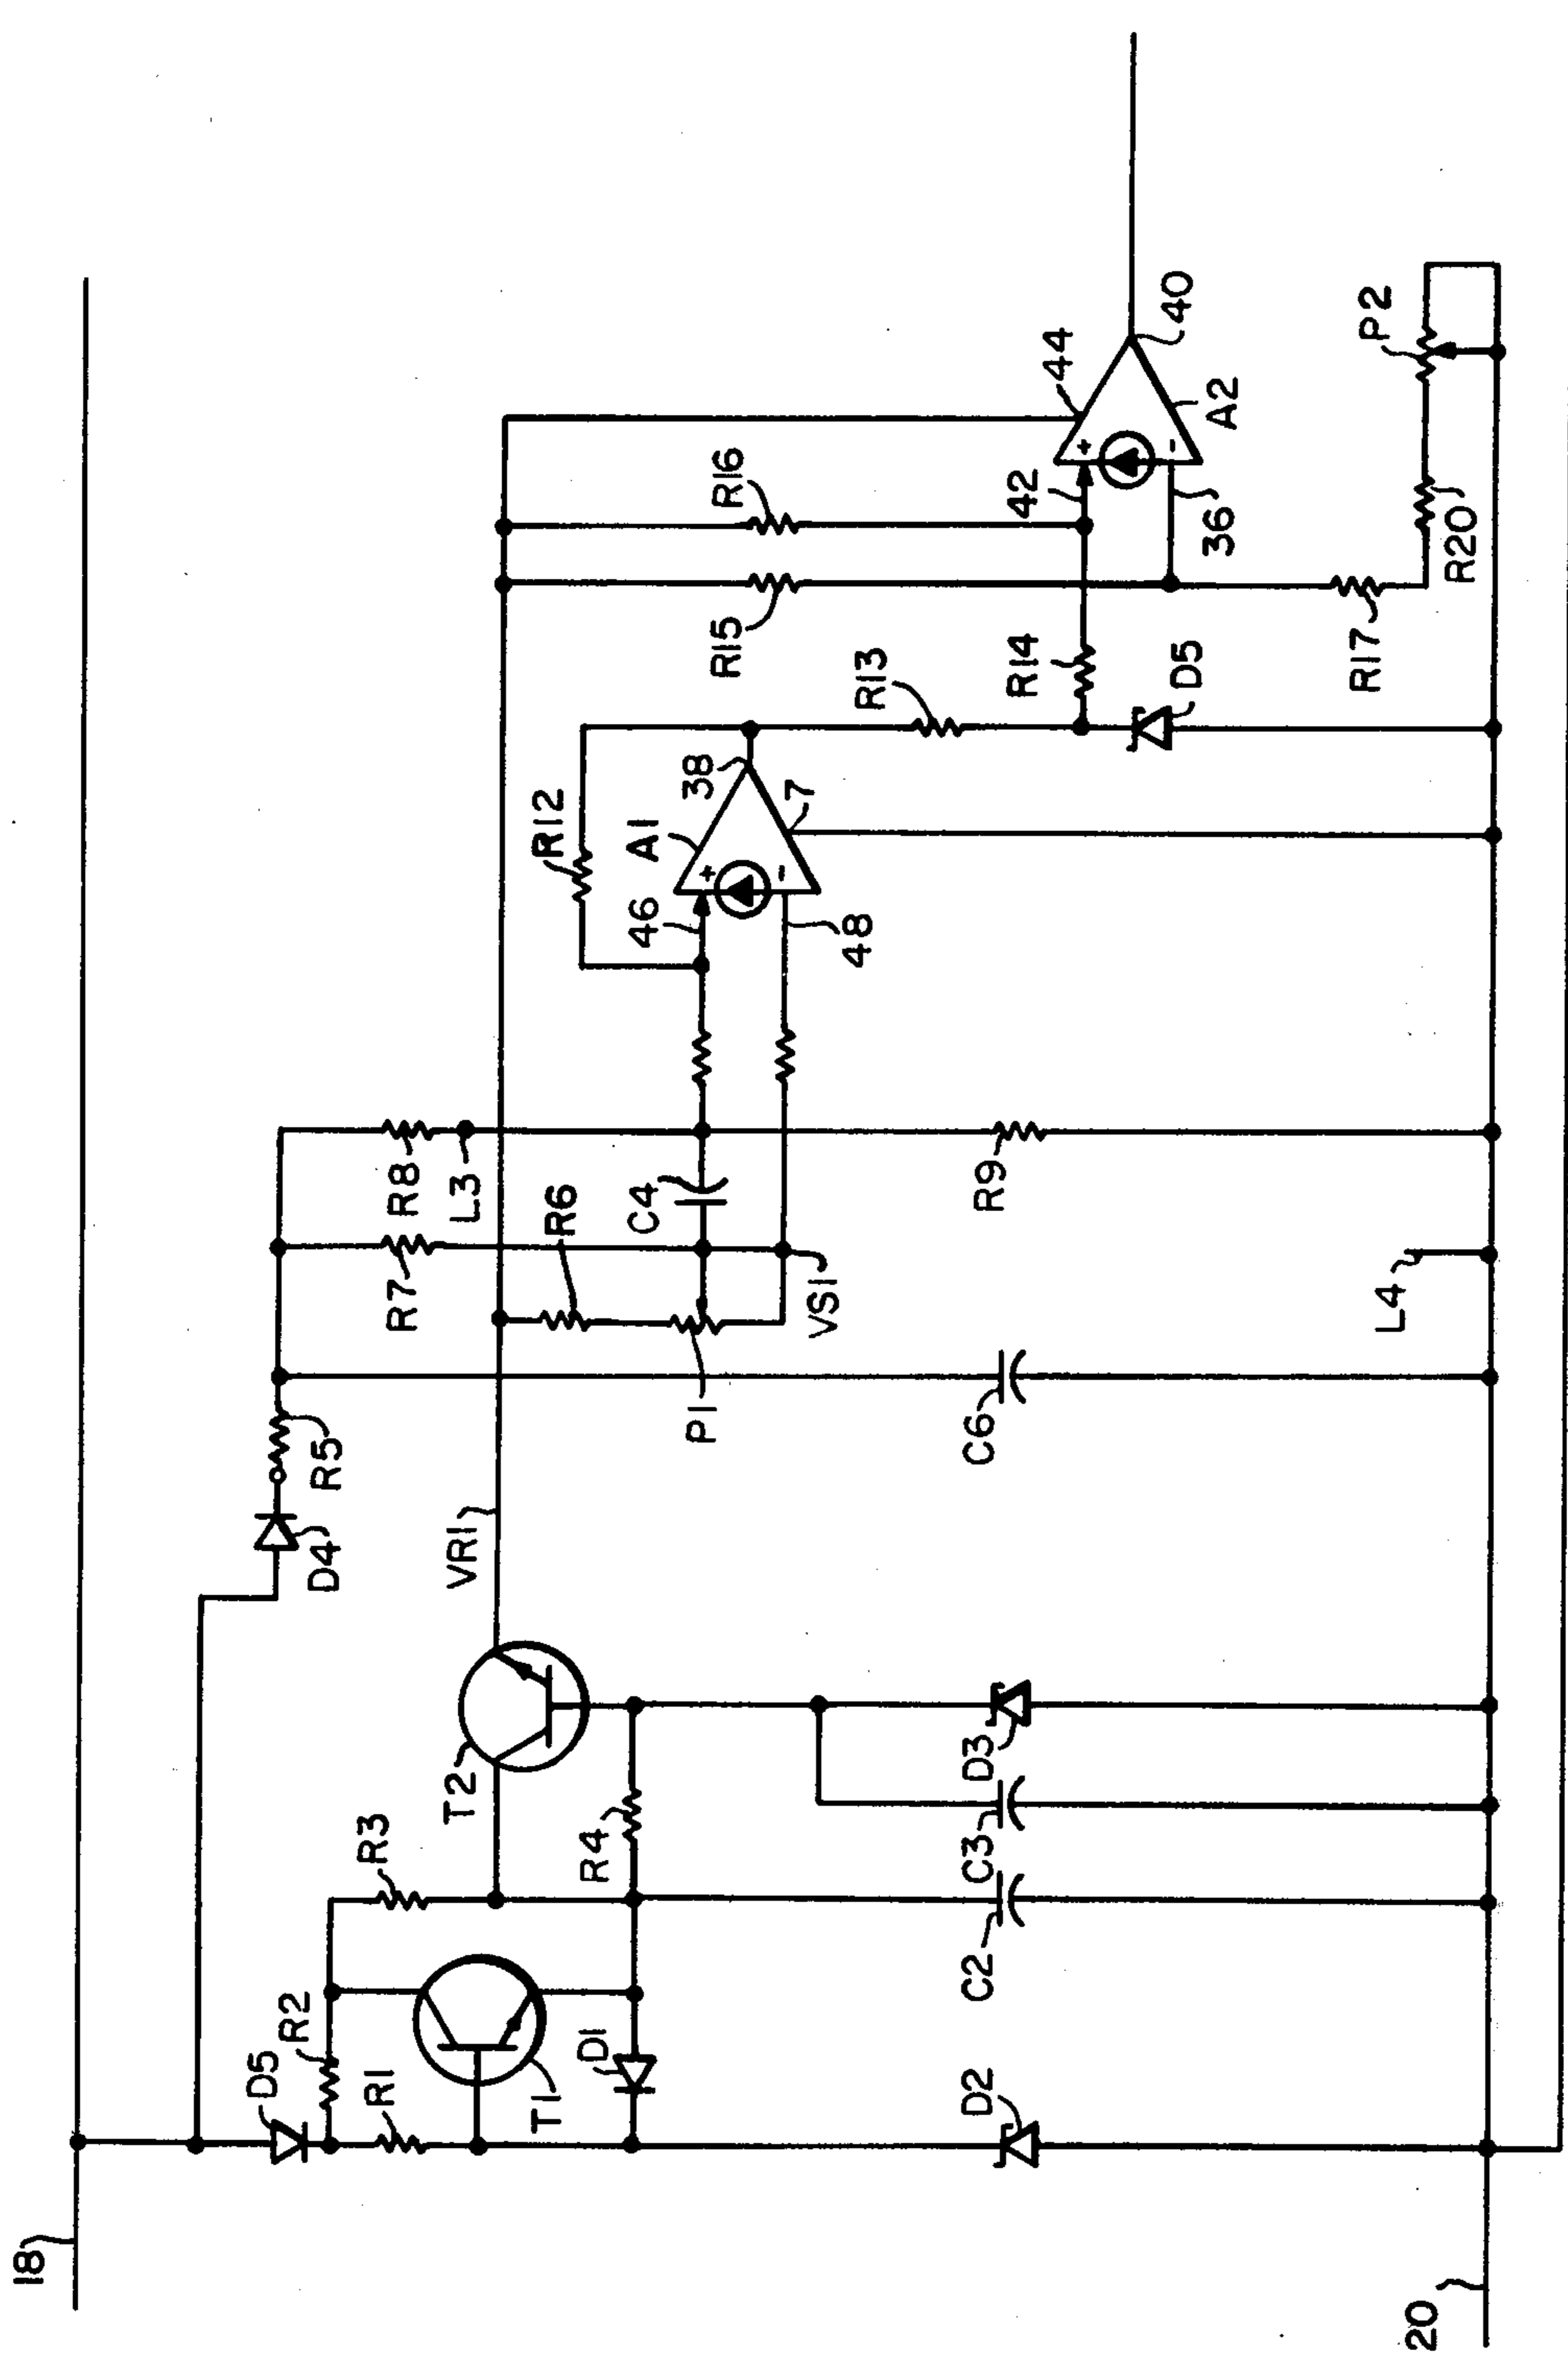 18
D5
R2
R1
T1
D1
D2
R3
T2
R4
C2
C3
D3
VR1
D4
R5
P1
C6
R7
R8
L3
R6
C4
VS1
R9
L4
R12
A1
46
+
-
48
38
7
R13
R14
D5
R15
R16
42
44
+
-
36
A2
40
R17
R20
P2
20